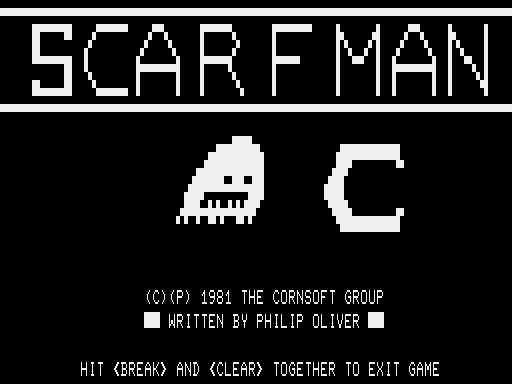 SCARFMAN
(C)(P) 1981 THE CORNSOFT GROUP
WRITTEN BY PHILIP OLIVER
HIT <BREAK> AND <CLEAR> TOGETHER TO EXIT GAME